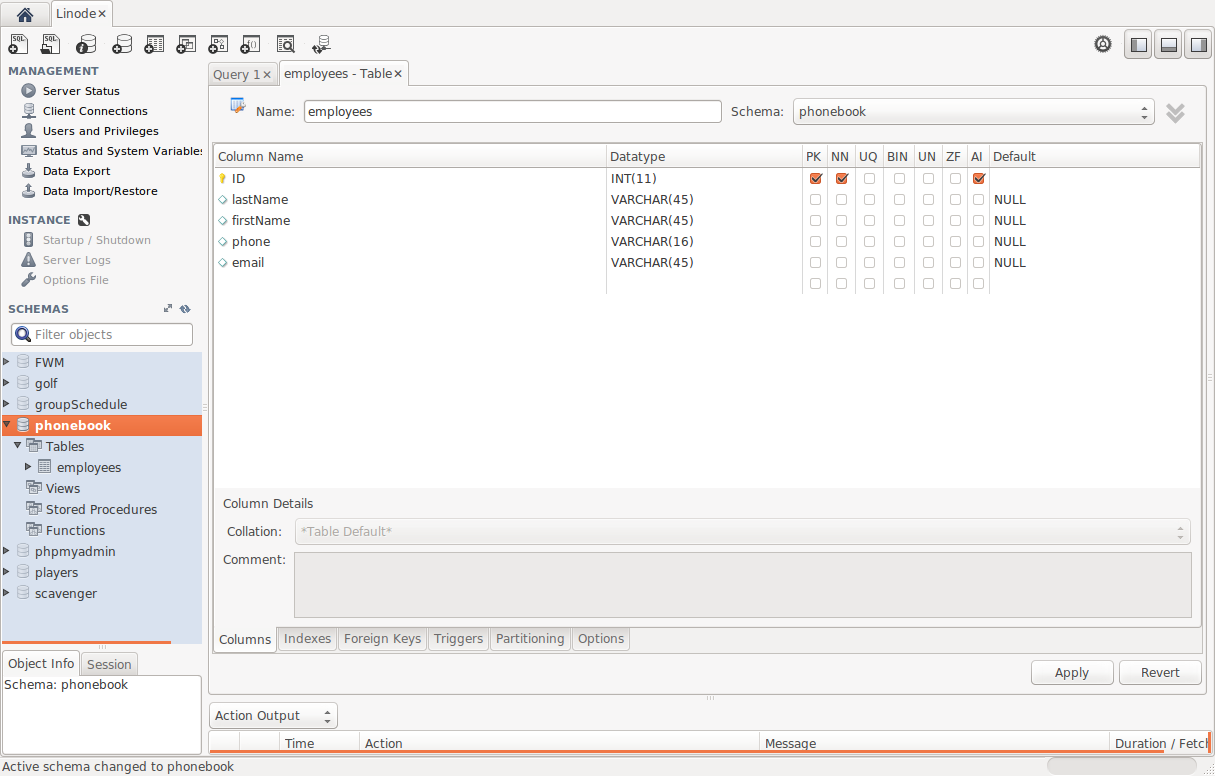 Linode×
SQL SQL
MANAGEMENT
Server Status
Client Connections
Users and Privileges
Status and System Variables
Data Export
Data Import/Restore
INSTANCE
Startup / Shutdown
Server Logs
Options File
SCHEMAS
Filter objects
FWM
golf
groupSchedule
phonebook
Tables
employees
Views
Stored Procedures
Functions
phpmyadmin
players
scavenger
Object Info Session
Schema: phonebook
Query 1× employees - Table×
Name: employees Schema: phonebook
Column Name Datatype PK NN UQ BIN UN ZF AI Default
ID INT(11)
lastName VARCHAR(45) NULL
firstName VARCHAR(45) NULL
phone VARCHAR(16) NULL
email VARCHAR(45) NULL
Column Details
Collation: *Table Default*
Comment:
Columns Indexes Foreign Keys Triggers Partitioning Options
Apply Revert
Action Output
Time Action Message Duration / Fetch
Active schema changed to phonebook